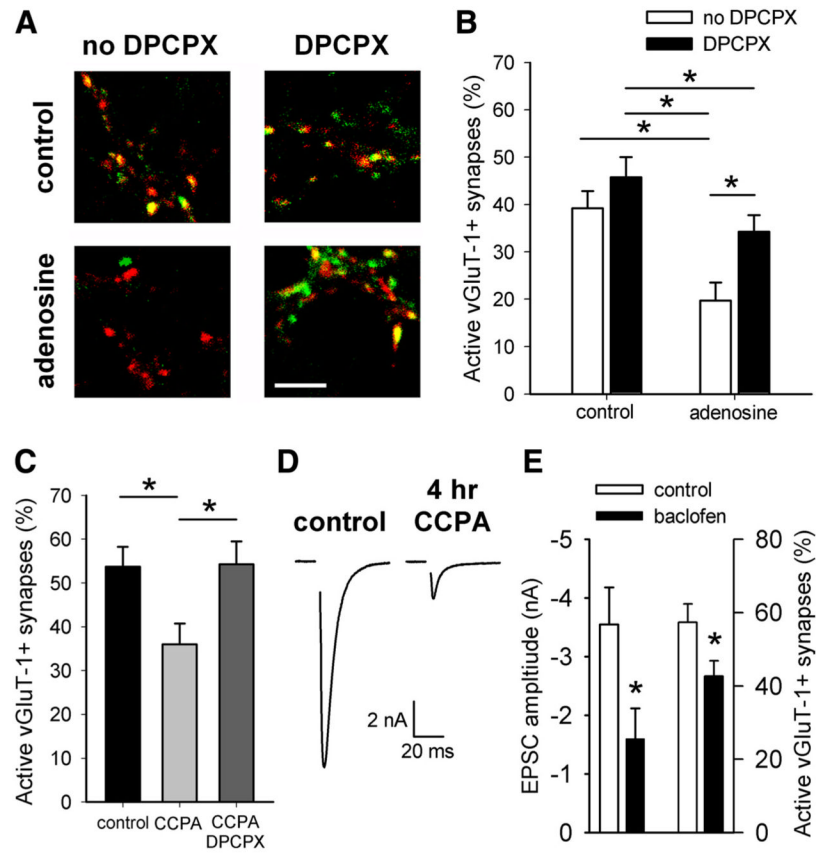 A
no DPCPX
DPCPX
control
adenosine
B
no DPCPX
DPCPX
Active vGluT-1+ synapses (%)
70
60
50
40
30
20
10
0
*
*
*
*
control
adenosine
C
Active vGluT-1+ synapses (%)
70
60
50
40
30
20
10
0
*
*
control
CCPA
CCPA
DPCPX
D
control
4 hr
CCPA
2 nA
20 ms
E
control
baclofen
EPSC ampltiude (nA)
-5
-4
-3
-2
-1
0
*
*
80
60
40
20
0
Active vGluT-1+ synapses (%)